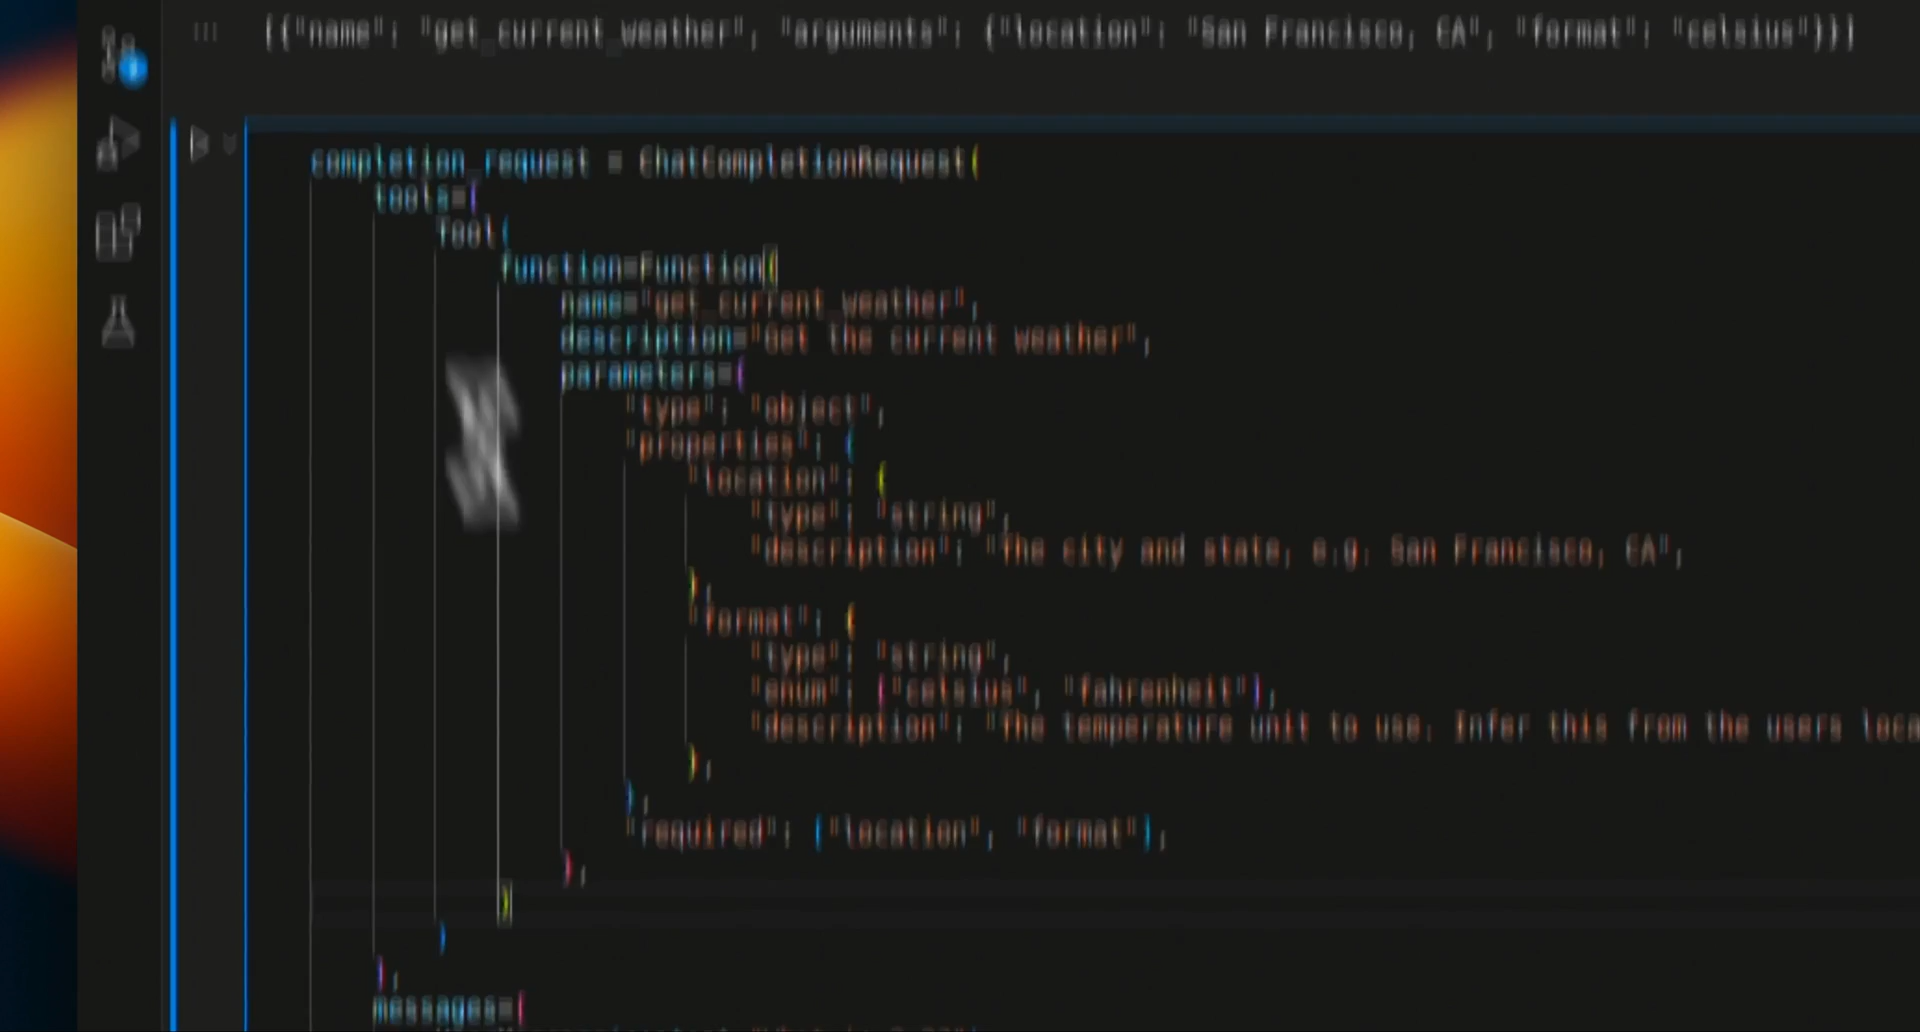 [{"name": "get_current_weather", "arguments": {"location": "San Francisco, CA", "format": "celsius"}}]
completion_request = ChatCompletionRequest(
tools=[
Tool(
function=Function(
name="get_current_weather",
description="Get the current weather",
parameters={
"type": "object",
"properties": {
"location": {
"type": "string",
"description": "The city and state, e.g. San Francisco, CA",
},
"format": {
"type": "string",
"enum": ["celsius", "fahrenheit"],
"description": "The temperature unit to use. Infer this from the users loca
},
},
"required": ["location", "format"],
},
)
)
],
messages=[